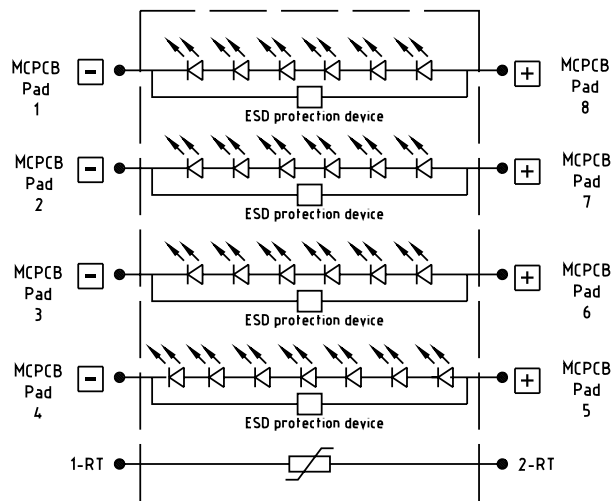 MCPCB
Pad
1
-
+
MCPCB
Pad
8
ESD protection device
MCPCB
Pad
2
-
+
MCPCB
Pad
7
ESD protection device
MCPCB
Pad
3
-
+
MCPCB
Pad
6
ESD protection device
MCPCB
Pad
4
-
+
MCPCB
Pad
5
ESD protection device
1-RT
2-RT